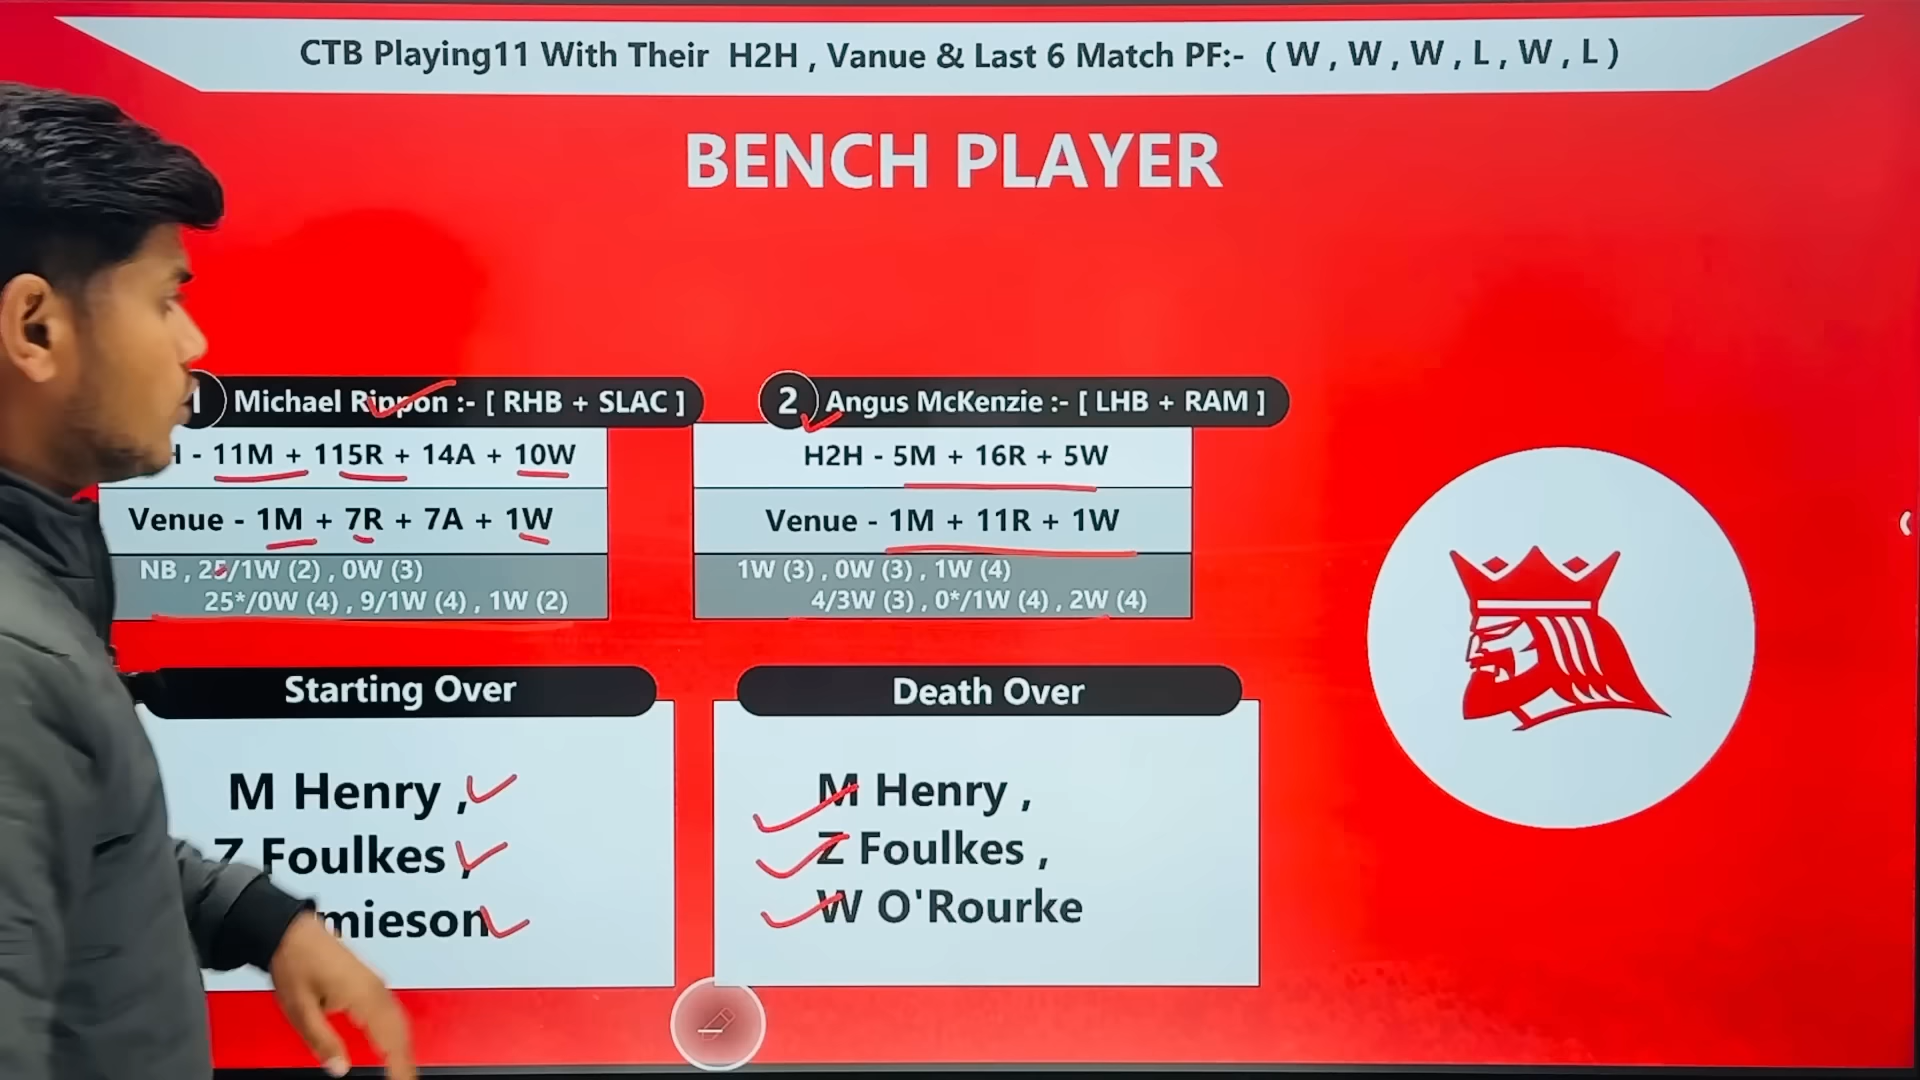 CTB Playing11 With Their H2H , Vanue & Last 6 Match PF:- ( W , W , W , L , W , L )
BENCH PLAYER
1 Michael Rippon :- [ RHB + SLAC ]
H - 11M + 115R + 14A + 10W
Venue - 1M + 7R + 7A + 1W
NB , 25/1W (2) , 0W (3)
25*/0W (4) , 9/1W (4) , 1W (2)
2 Angus McKenzie :- [ LHB + RAM ]
H2H - 5M + 16R + 5W
Venue - 1M + 11R + 1W
1W (3) , 0W (3) , 1W (4)
4/3W (3) , 0*/1W (4) , 2W (4)
Starting Over
M Henry ,
Z Foulkes ,
mieson
Death Over
M Henry ,
Z Foulkes ,
W O'Rourke